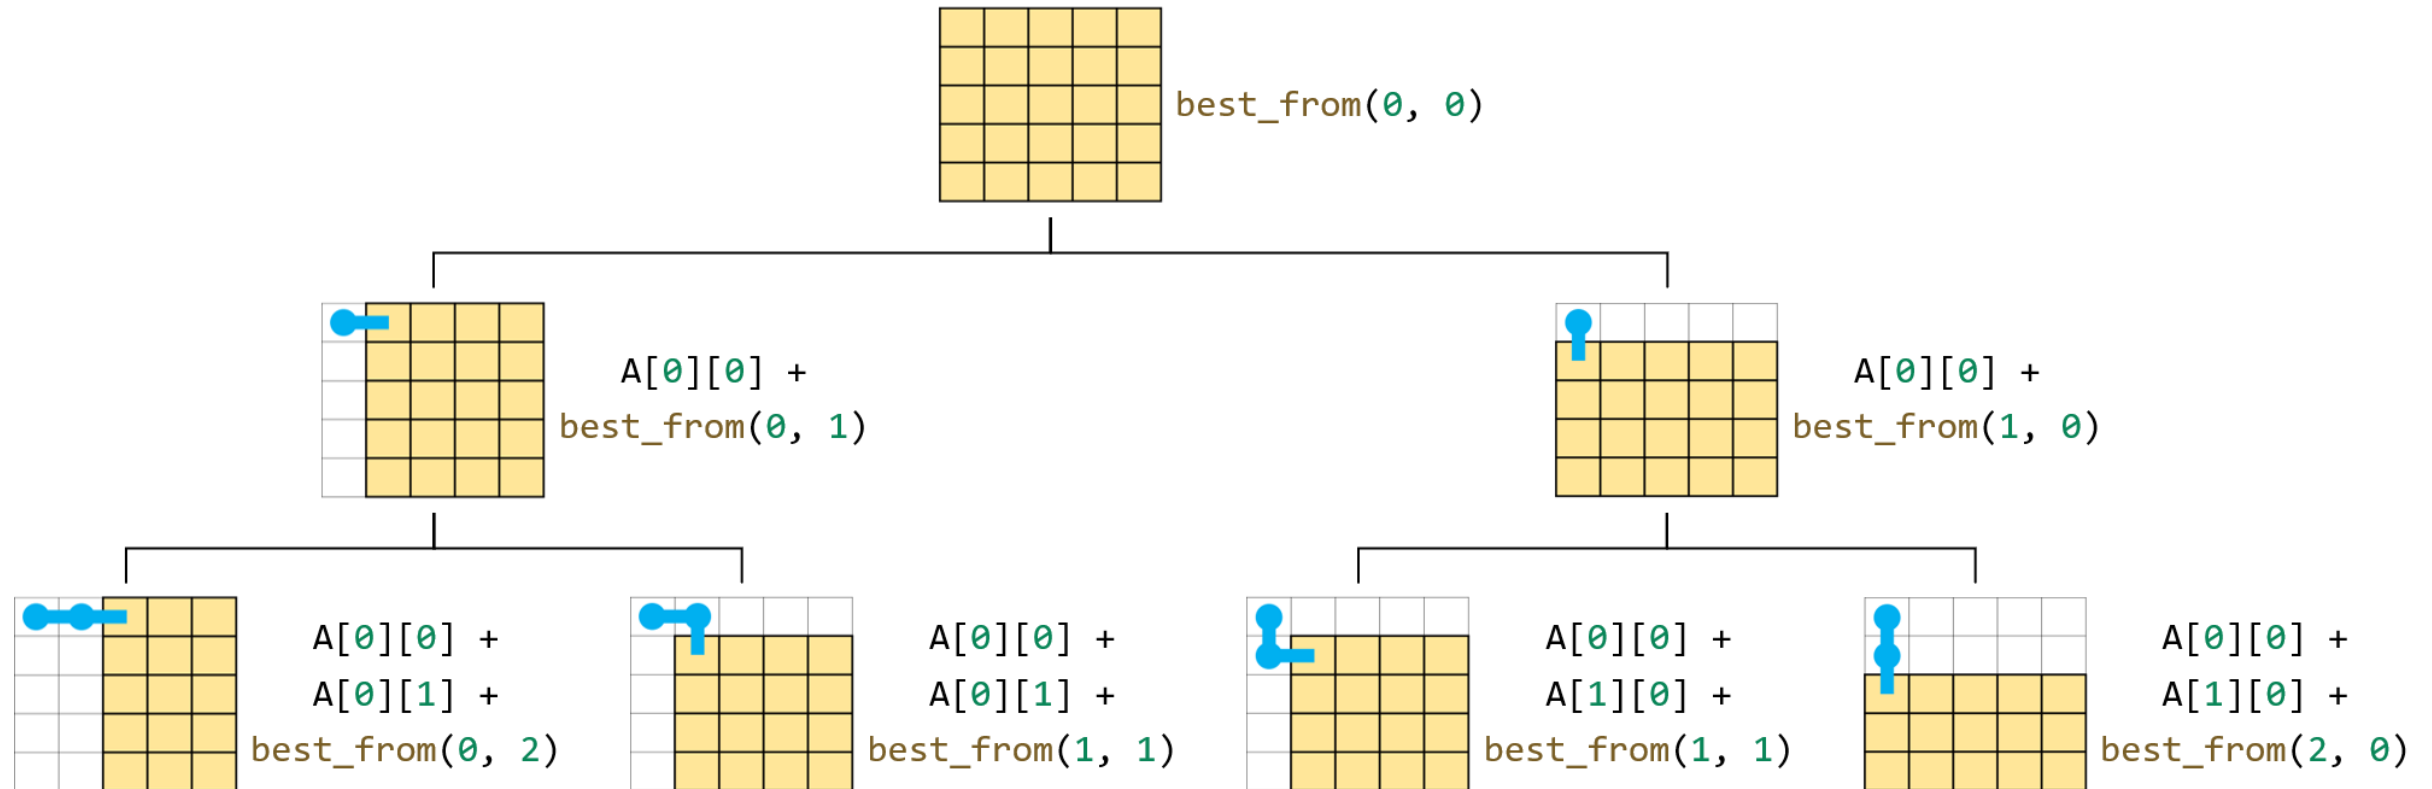 best_from(0, 0)
A[0][0] +
best_from(0, 1)
A[0][0] +
best_from(1, 0)
A[0][0] +
A[0][1] +
best_from(0, 2)
A[0][0] +
A[0][1] +
best_from(1, 1)
A[0][0] +
A[1][0] +
best_from(1, 1)
A[0][0] +
A[1][0] +
best_from(2, 0)